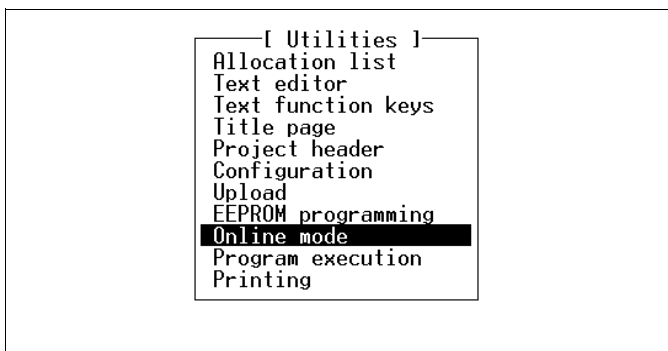 [ Utilities ]
Allocation list
Text editor
Text function keys
Title page
Project header
Configuration
Upload
EEPROM programming
Online mode
Program execution
Printing